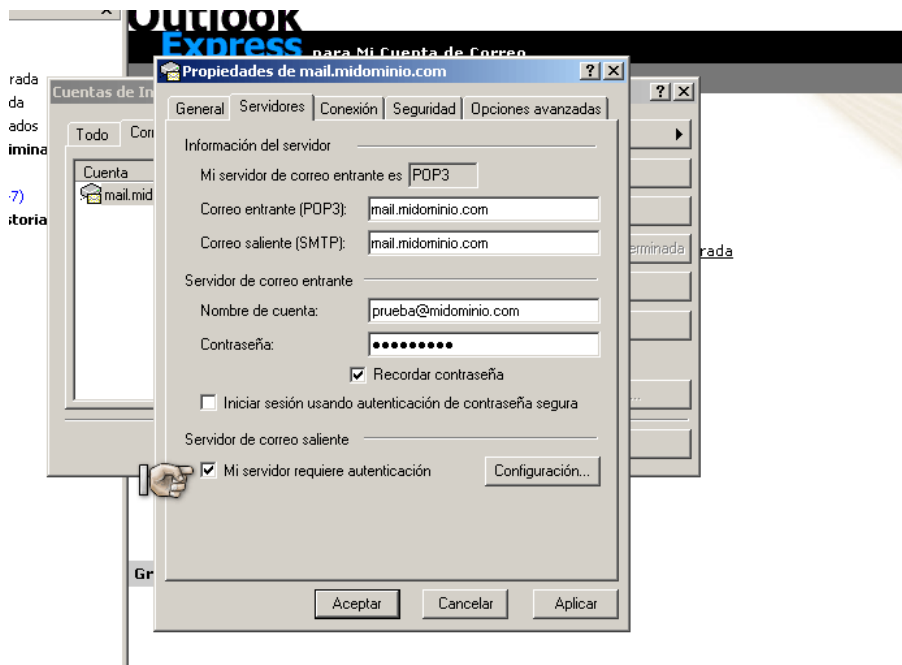 Outlook
Express para Mi Cuenta de Correo
Propiedades de mail.midominio.com
rada
da
ados
imina
-7)
storia
Cuentas de In
Todo Cor
Cuenta
mail.mid
General Servidores Conexión Seguridad Opciones avanzadas
Información del servidor
Mi servidor de correo entrante es POP3
Correo entrante (POP3): mail.midominio.com
Correo saliente (SMTP): mail.midominio.com
erminada rada
Servidor de correo entrante
Nombre de cuenta: prueba@midominio.com
Contraseña: ●●●●●●●●●
Recordar contraseña
Iniciar sesión usando autenticación de contraseña segura
...
Servidor de correo saliente
Mi servidor requiere autenticación Configuración...
Gr
Aceptar Cancelar Aplicar